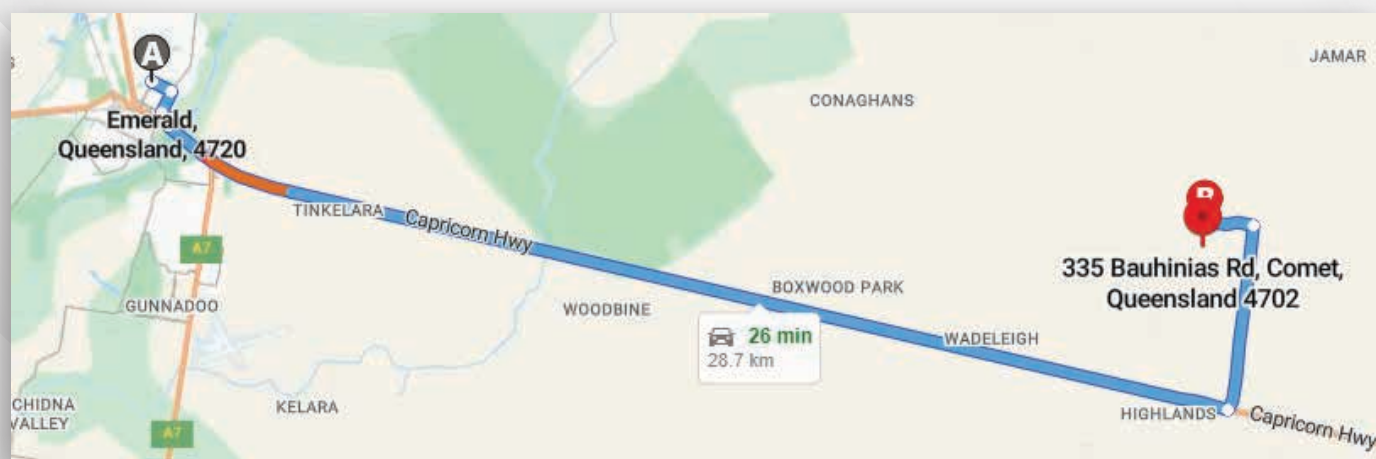 A
JAMAR
CONAGHANS
Emerald,
Queensland, 4720
TINKELARA
Capricorn Hwy
B
335 Bauhinias Rd, Comet,
Queensland 4702
A7
GUNNADOO
WOODBINE
BOXWOOD PARK
26 min
28.7 km
WADELEIGH
CHIDNA
VALLEY
KELARA
HIGHLANDS
Capricorn Hwy
A7